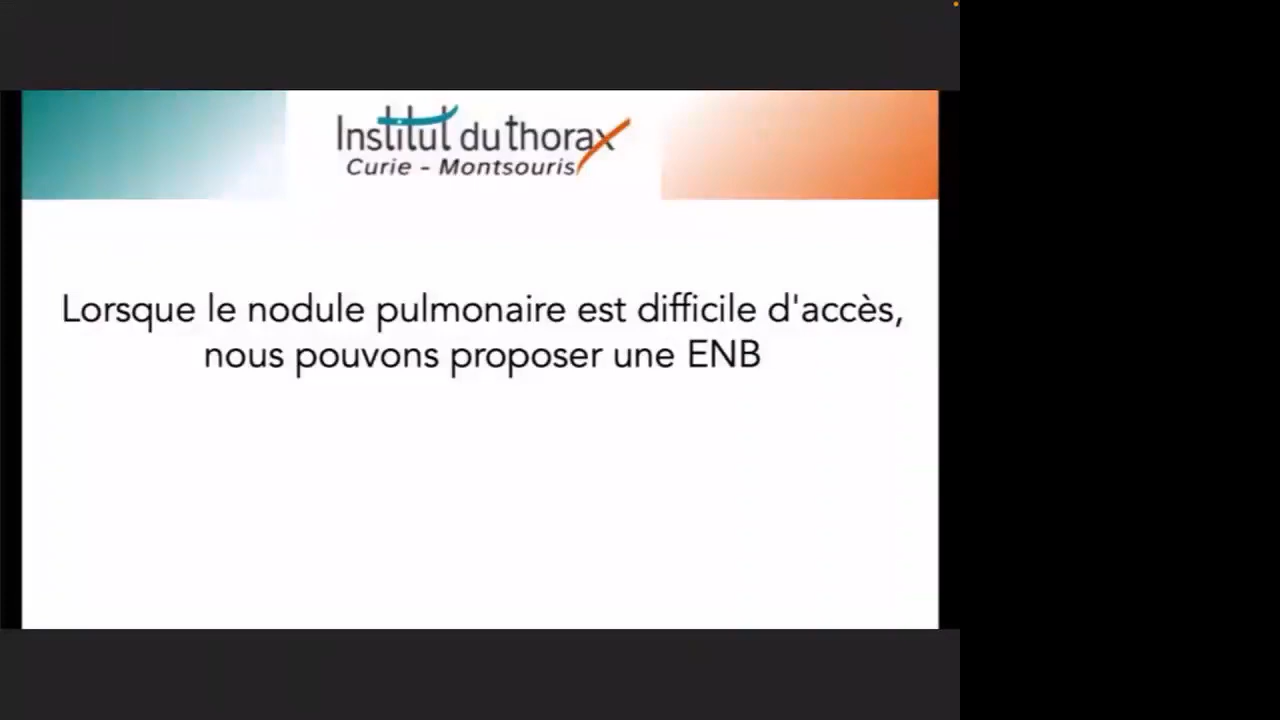 Institut du thorax
Curie - Montsouris
Lorsque le nodule pulmonaire est difficile d'accès,
nous pouvons proposer une ENB